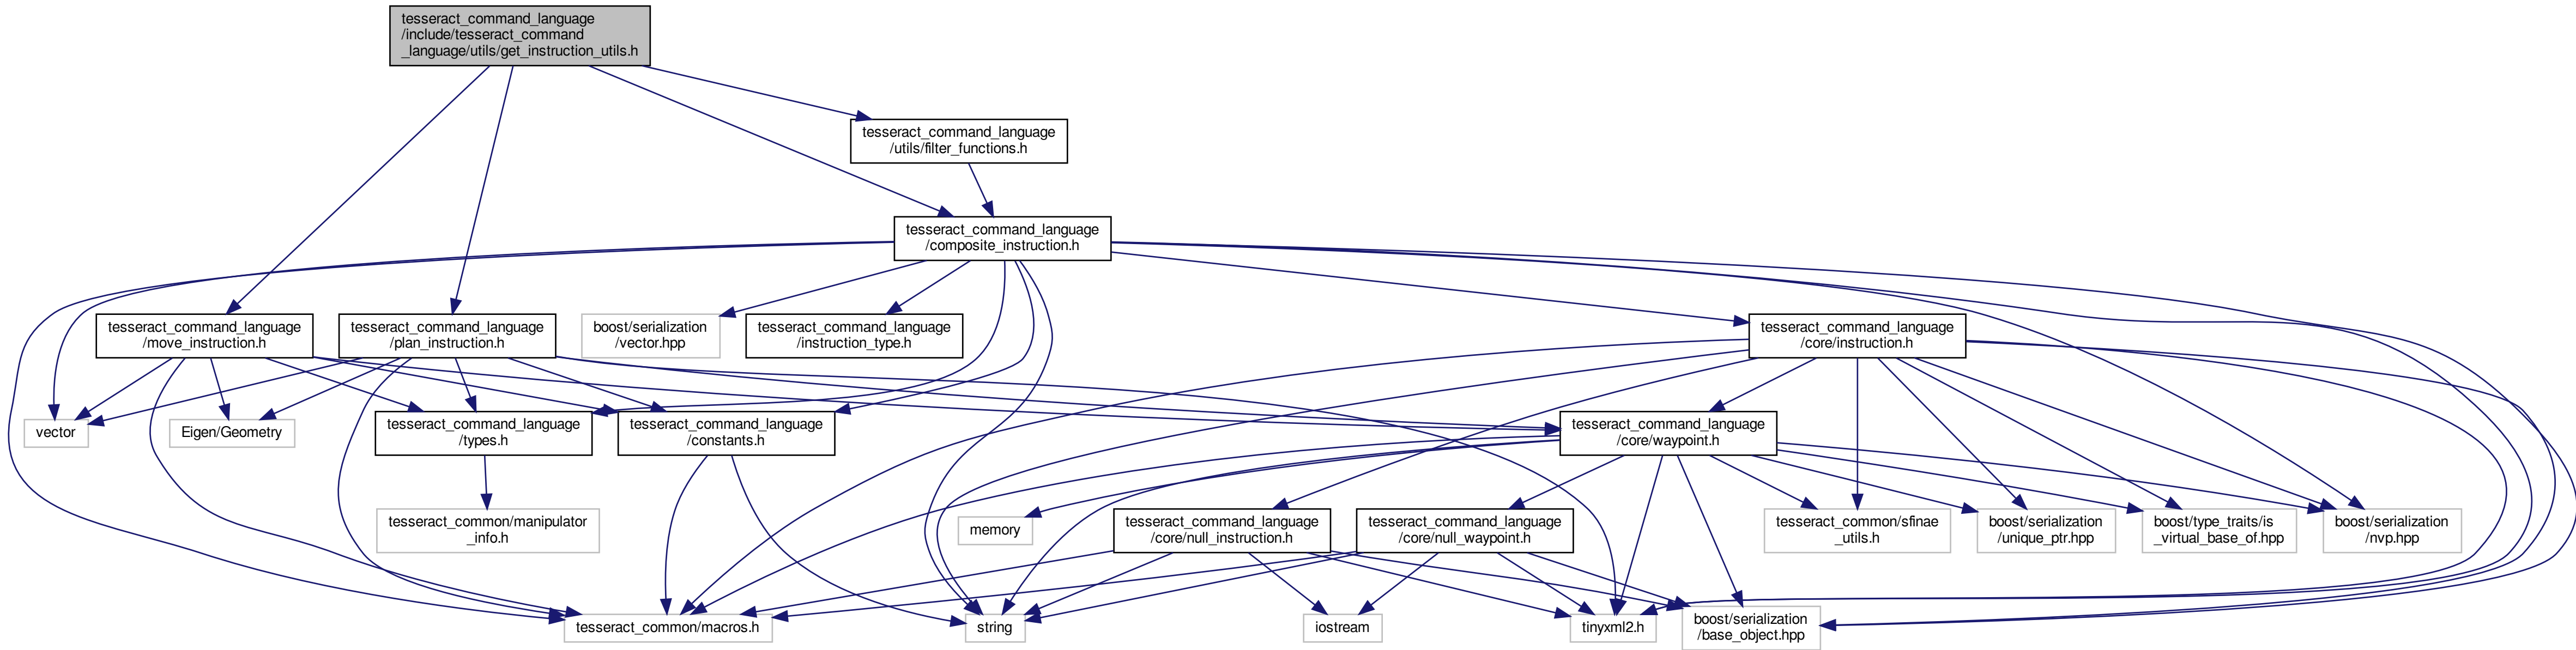 tesseract_command_language
/include/tesseract_command
_language/utils/get_instruction_utils.h
tesseract_command_language
/utils/filter_functions.h
tesseract_command_language
/composite_instruction.h
tesseract_command_language
/move_instruction.h
tesseract_command_language
/plan_instruction.h
boost/serialization
/vector.hpp
tesseract_command_language
/instruction_type.h
tesseract_command_language
/core/instruction.h
vector
Eigen/Geometry
tesseract_command_language
/types.h
tesseract_command_language
/constants.h
tesseract_command_language
/core/waypoint.h
tesseract_common/manipulator
_info.h
memory
tesseract_command_language
/core/null_instruction.h
tesseract_command_language
/core/null_waypoint.h
tesseract_common/sfinae
_utils.h
boost/serialization
/unique_ptr.hpp
boost/type_traits/is
_virtual_base_of.hpp
boost/serialization
/nvp.hpp
tesseract_common/macros.h
string
iostream
tinyxml2.h
boost/serialization
/base_object.hpp